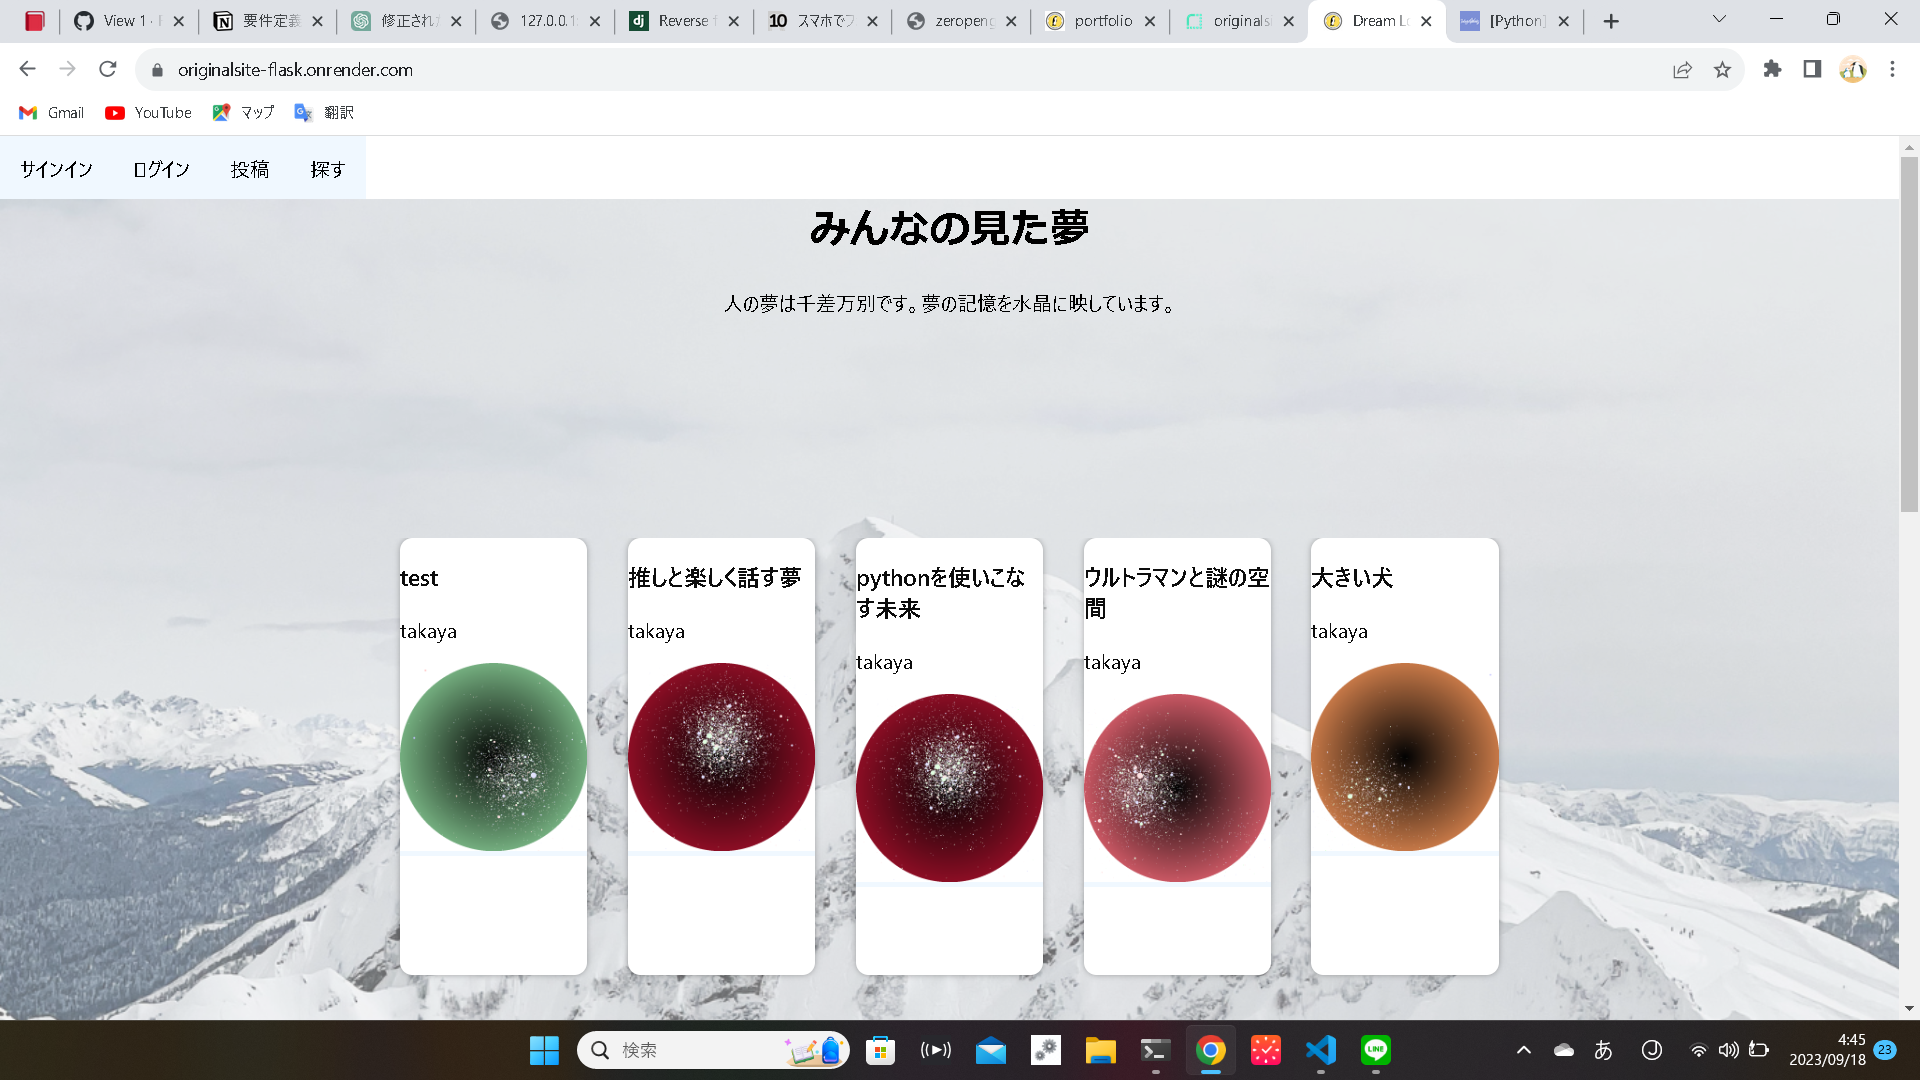 View 1 ·
要件定義
修正され
127.0.0.1
Reverse f
スマホでフ
zeropeng
portfolio
originals
Dream Lo
[Python]
originalsite-flask.onrender.com
Gmail YouTube マップ 翻訳
サインイン ログイン 投稿 探す
みんなの見た夢
人の夢は千差万別です。夢の記憶を水晶に映しています。
test
takaya
推しと楽しく話す夢
takaya
pythonを使いこな
す未来
takaya
ウルトラマンと謎の空
間
takaya
大きい犬
takaya
検索
LINE
あ
4:45
2023/09/18
23